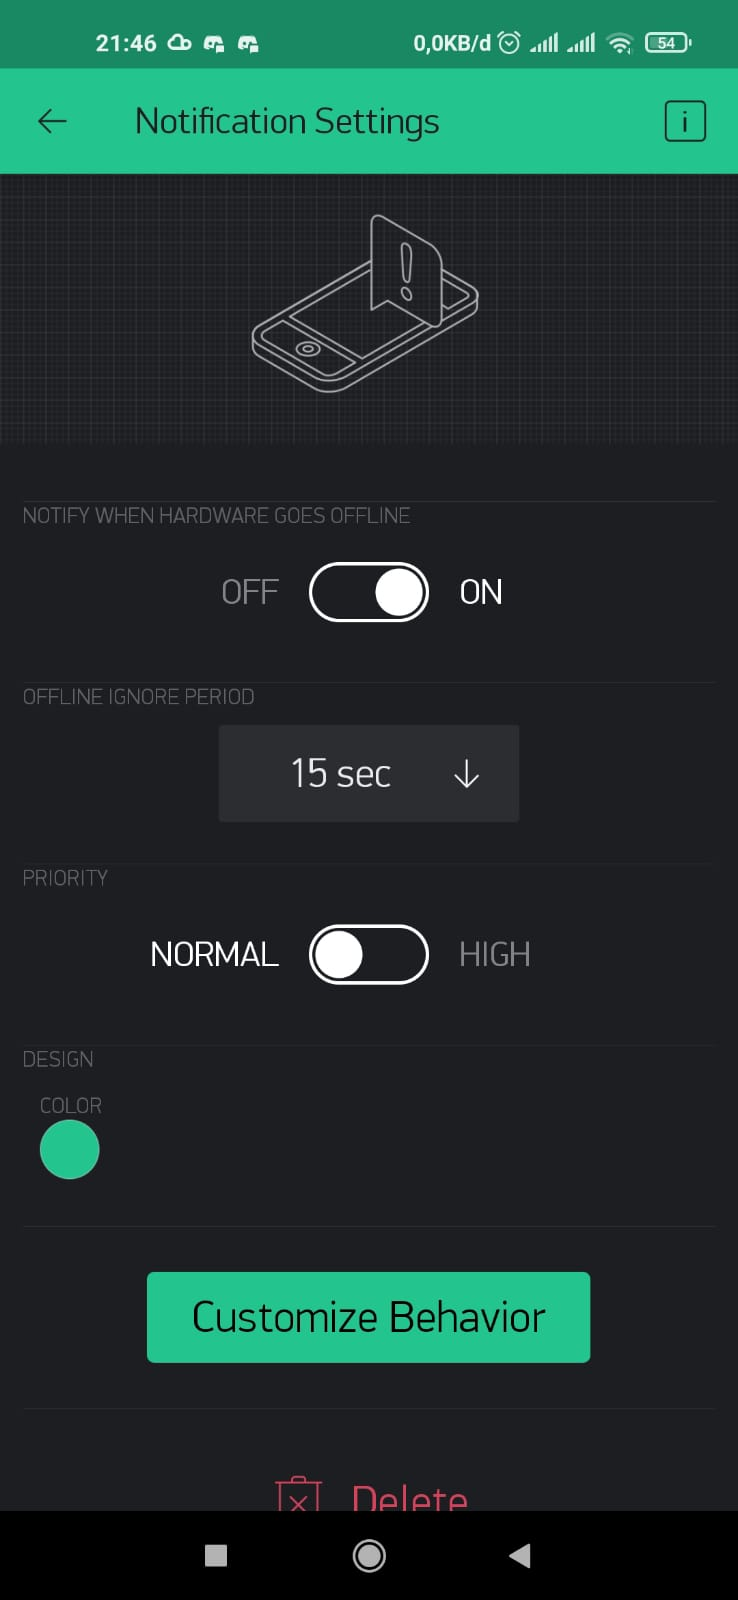 21:46 0,0KB/d 54
Notification Settings
NOTIFY WHEN HARDWARE GOES OFFLINE
OFF ON
OFFLINE IGNORE PERIOD
15 sec
PRIORITY
NORMAL HIGH
DESIGN
COLOR
Customize Behavior
Delete